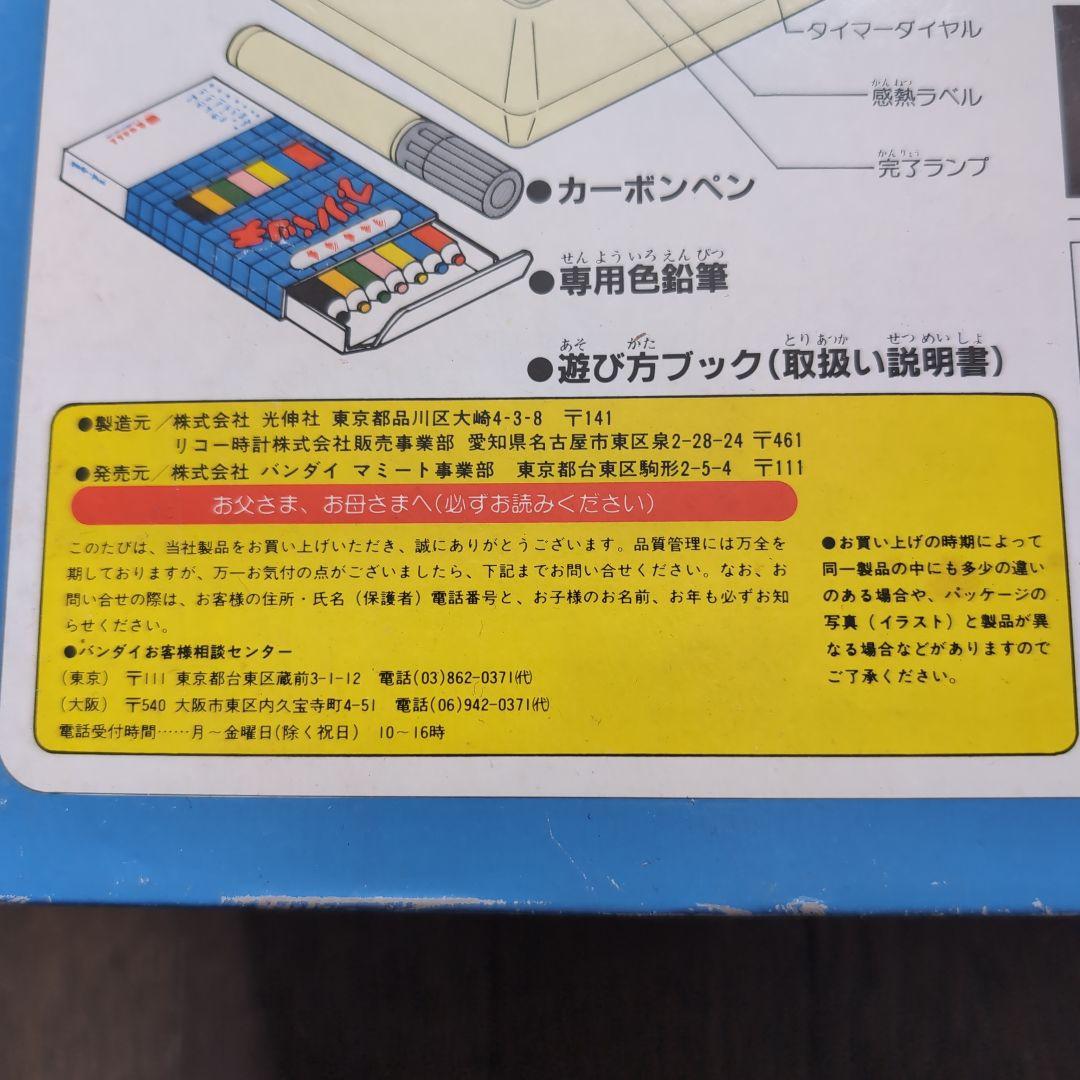 タイマーダイヤル
かんねつ
感熱ラベル
かんりょう
完了ランプ
●カーボンペン
せんよういろえんぴつ
●専用色鉛筆
あそ がた とりあつか せつめいしょ
●遊び方ブック(取扱い説明書)
●製造元/株式会社 光伸社 東京都品川区大崎4-3-8 〒141
リコー時計株式会社販売事業部 愛知県名古屋市東区泉2-28-24 〒461
●発売元/株式会社 バンダイ マミート事業部 東京都台東区駒形2-5-4 〒111
お父さま、お母さまへ(必ずお読みください)
このたびは、当社製品をお買い上げいただき、誠にありがとうございます。品質管理には万全を
期しておりますが、万一お気付の点がございましたら、下記までお問い合せください。なお、お
問い合せの際は、お客様の住所・氏名(保護者)電話番号と、お子様のお名前、お年も必ずお知
らせください。
●バンダイお客様相談センター
(東京) 〒111 東京都台東区蔵前3-1-12 電話(03)862-0371(代)
(大阪) 〒540 大阪市東区内久宝寺町4-51 電話(06)942-0371(代)
電話受付時間……月〜金曜日(除く祝日) 10〜16時
●お買い上げの時期によって
同一製品の中にも多少の違い
のある場合や、パッケージの
写真(イラスト)と製品が異
なる場合などがありますので
ご了承ください。